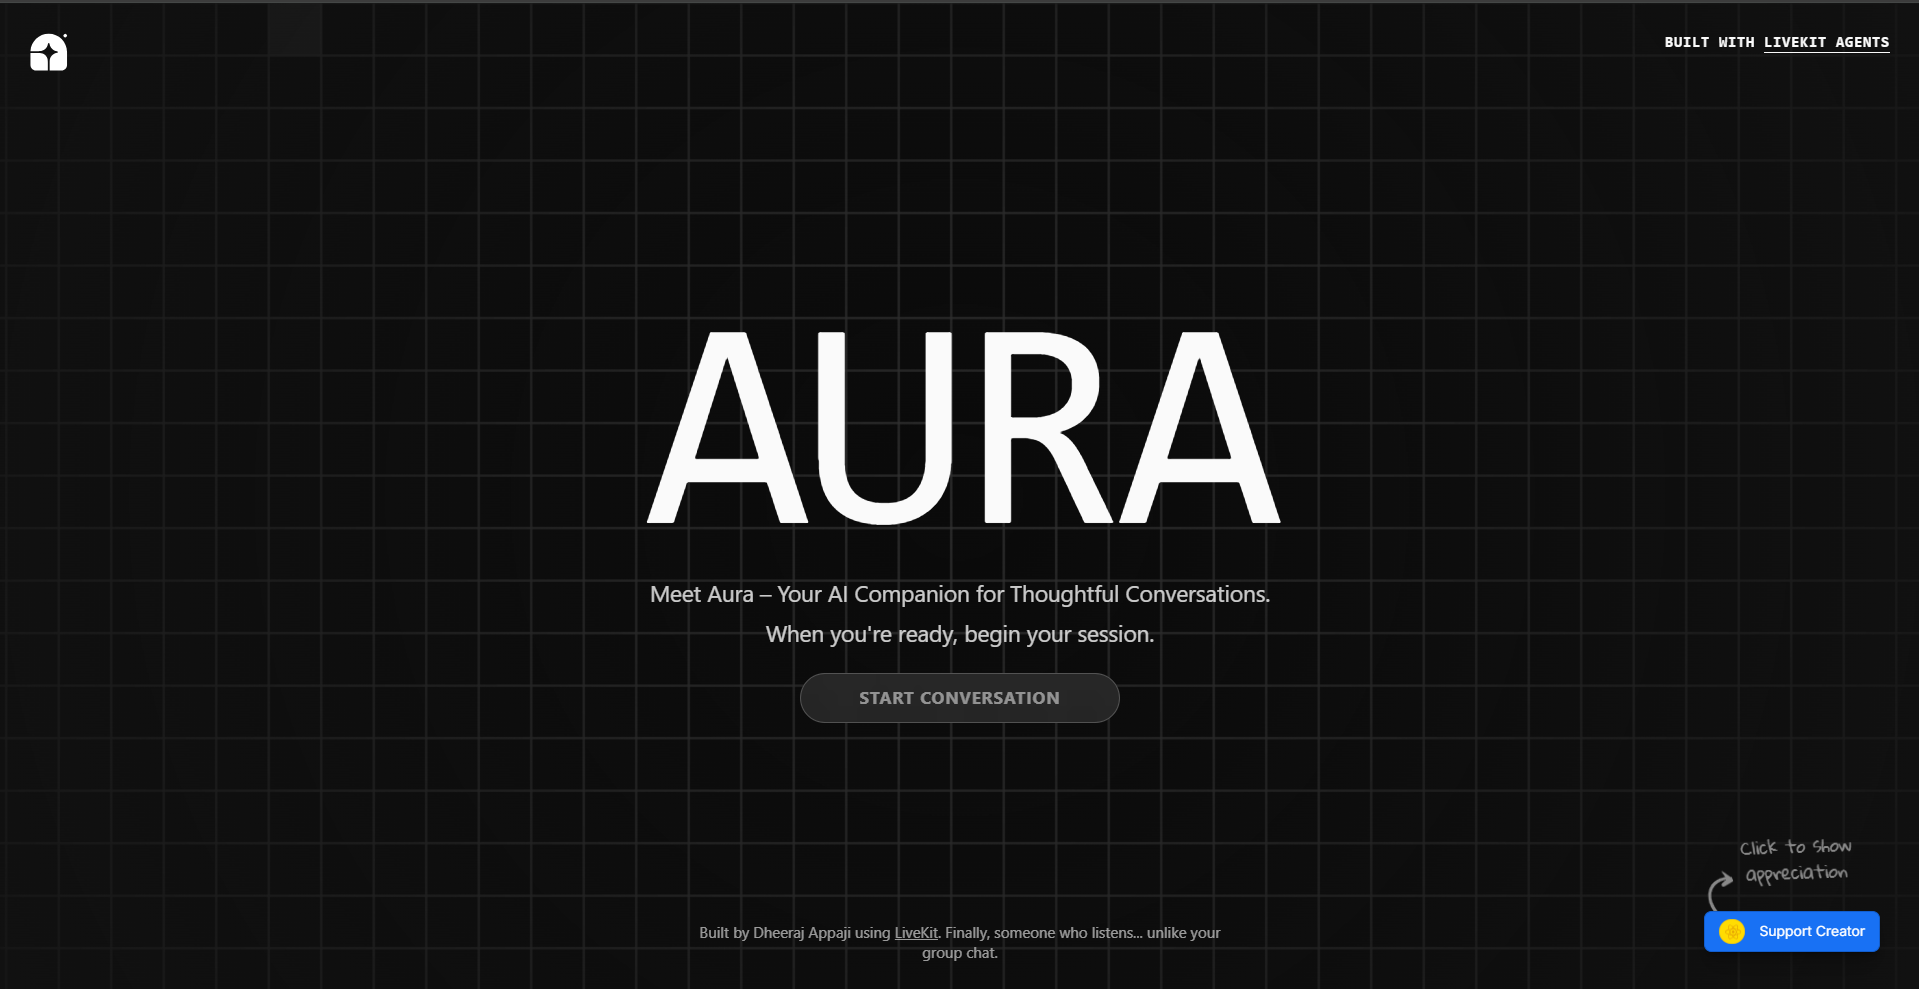 BUILT WITH LIVEKIT AGENTS
AURA
Meet Aura – Your AI Companion for Thoughtful Conversations.
When you're ready, begin your session.
START CONVERSATION
Click to show
appreciation
Support Creator
Built by Dheeraj Appaji using LiveKit. Finally, someone who listens... unlike your
group chat.